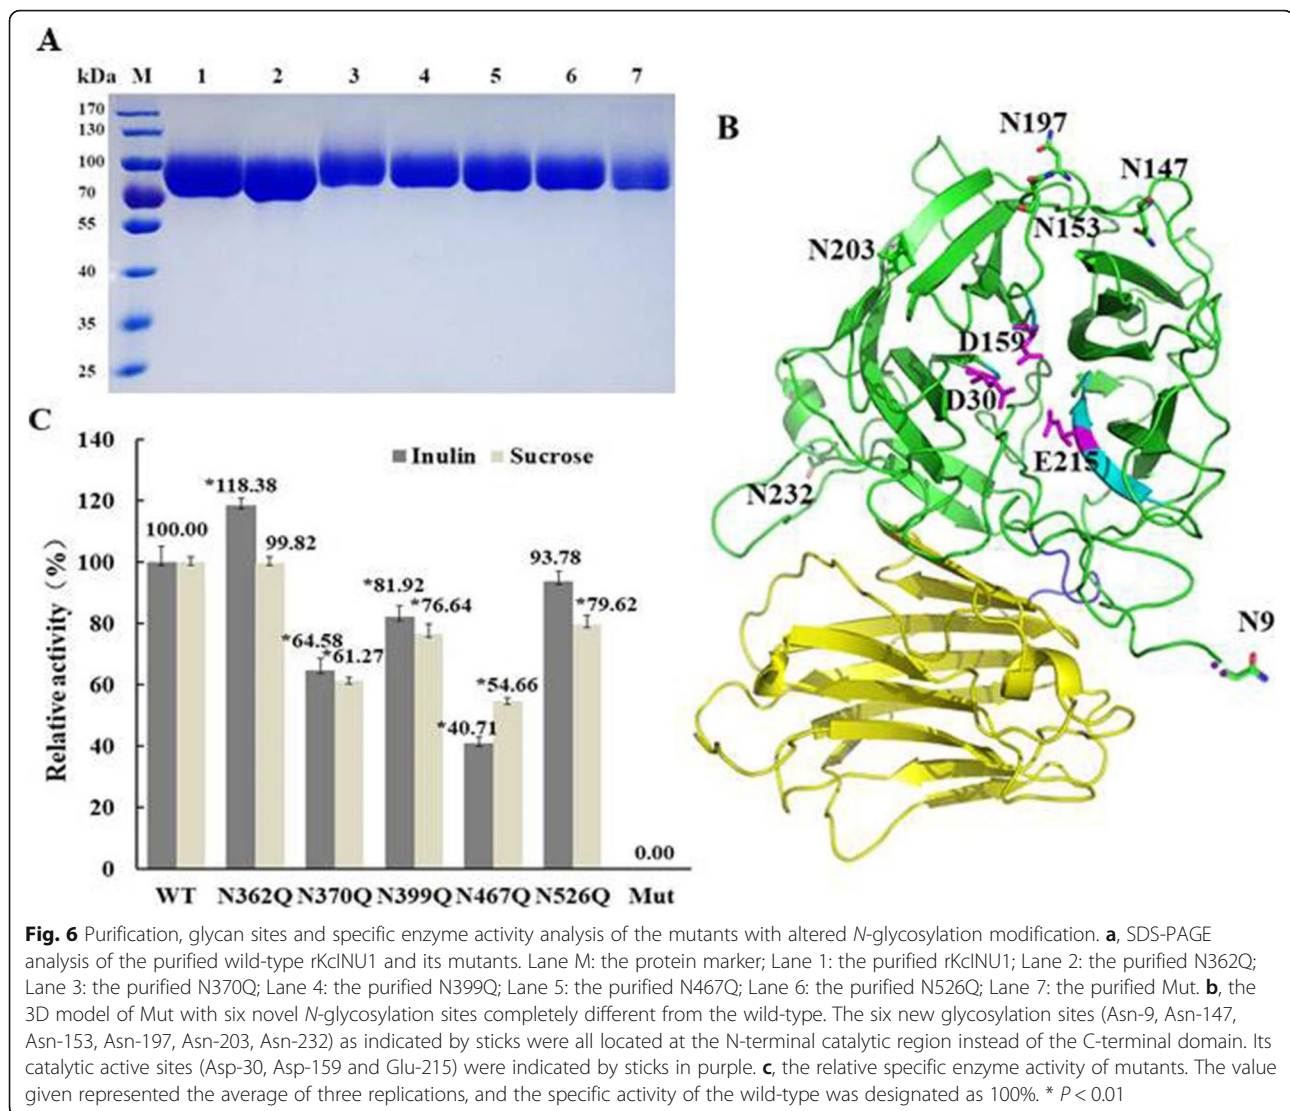 A
kDa M 1 2 3 4 5 6 7
170
130
100
70
55
40
35
25
B
N197
N147
N153
N203
D159
D30
E215
N232
N9
C
Relative activity (%)
140
120
100
80
60
40
20
0
Inulin Sucrose
100.00
*118.38
99.82
*64.58
*61.27
*81.92
*76.64
*40.71
*54.66
93.78
*79.62
0.00
WT N362Q N370Q N399Q N467Q N526Q Mut
Fig. 6 Purification, glycan sites and specific enzyme activity analysis of the mutants with altered N-glycosylation modification. a, SDS-PAGE
analysis of the purified wild-type rKcINU1 and its mutants. Lane M: the protein marker; Lane 1: the purified rKcINU1; Lane 2: the purified N362Q;
Lane 3: the purified N370Q; Lane 4: the purified N399Q; Lane 5: the purified N467Q; Lane 6: the purified N526Q; Lane 7: the purified Mut. b, the
3D model of Mut with six novel N-glycosylation sites completely different from the wild-type. The six new glycosylation sites (Asn-9, Asn-147,
Asn-153, Asn-197, Asn-203, Asn-232) as indicated by sticks were all located at the N-terminal catalytic region instead of the C-terminal domain. Its
catalytic active sites (Asp-30, Asp-159 and Glu-215) were indicated by sticks in purple. c, the relative specific enzyme activity of mutants. The value
given represented the average of three replications, and the specific activity of the wild-type was designated as 100%. * P < 0.01